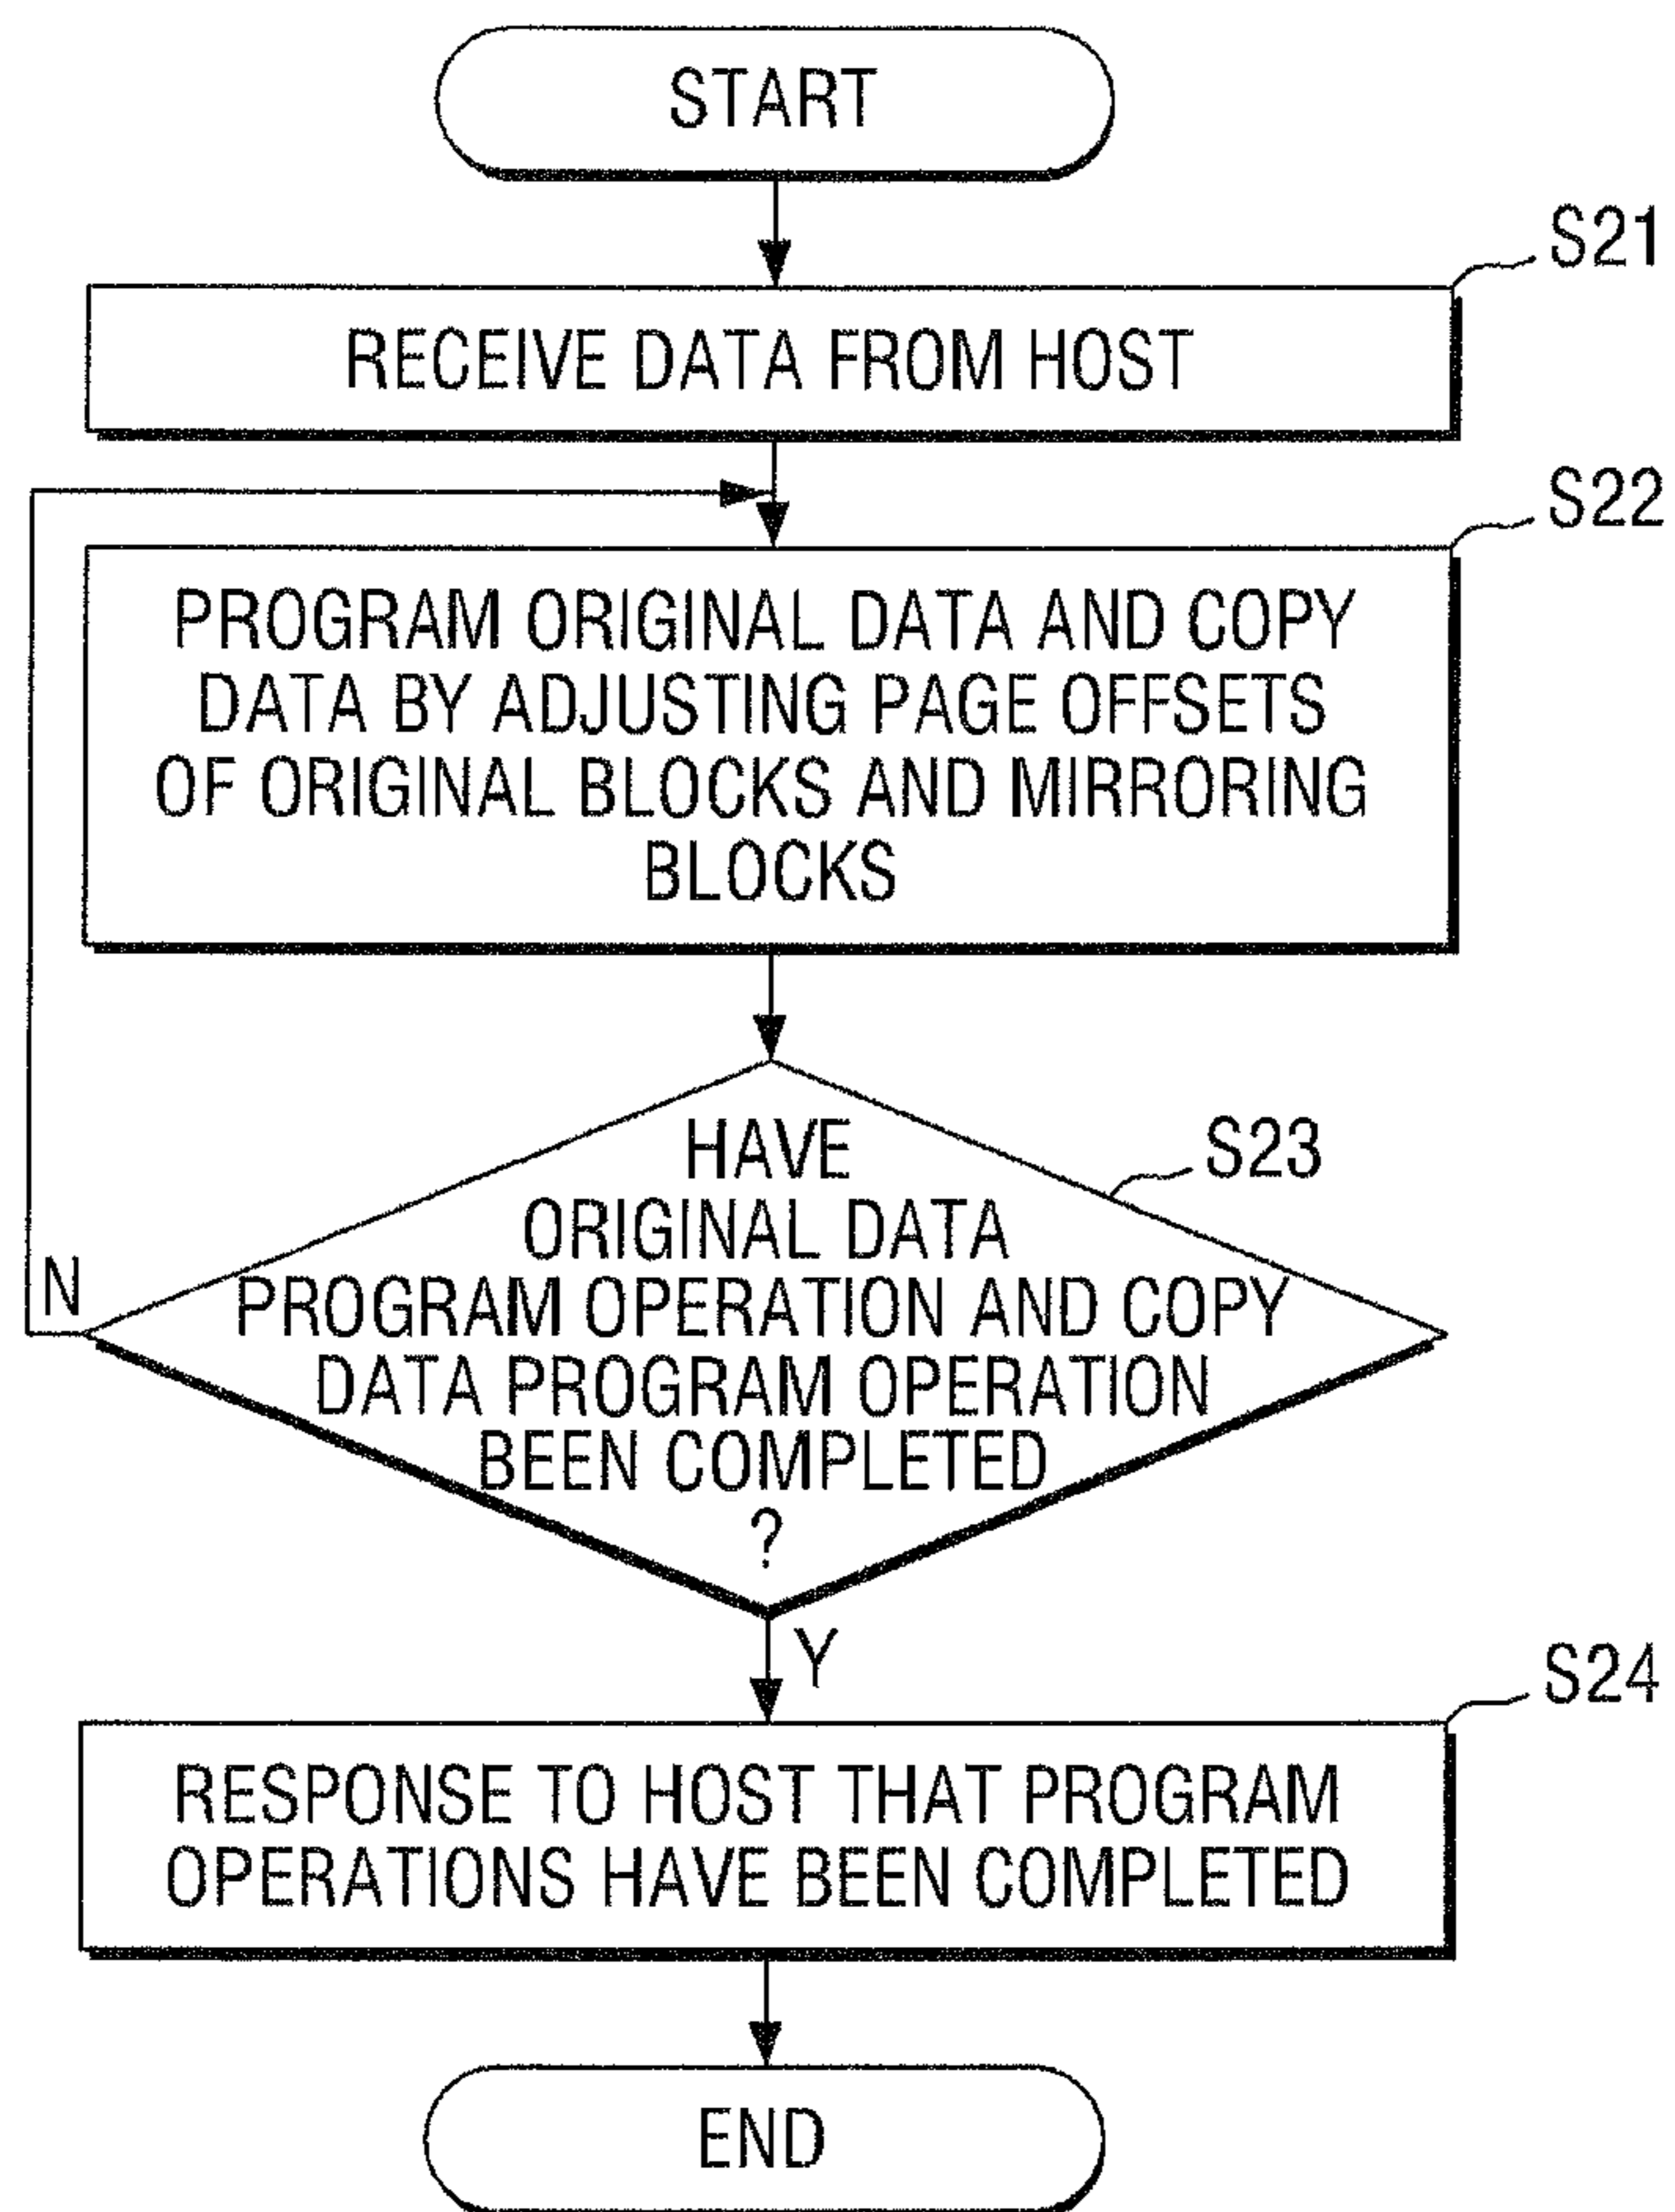 START
S21
RECEIVE DATA FROM HOST
S22
PROGRAM ORIGINAL DATA AND COPY
DATA BY ADJUSTING PAGE OFFSETS
OF ORIGINAL BLOCKS AND MIRRORING
BLOCKS
S23
HAVE
ORIGINAL DATA
PROGRAM OPERATION AND COPY
DATA PROGRAM OPERATION
BEEN COMPLETED
?
N
Y
S24
RESPONSE TO HOST THAT PROGRAM
OPERATIONS HAVE BEEN COMPLETED
END